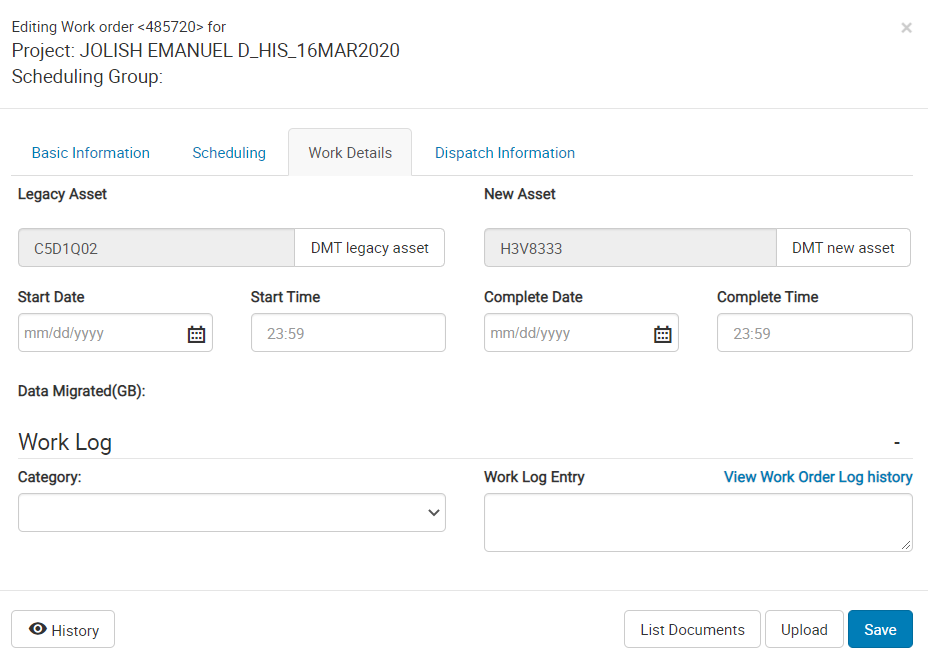 Editing Work order <485720> for
Project: JOLISH EMANUEL D_HIS_16MAR2020
Scheduling Group:
×
Basic Information
Scheduling
Work Details
Dispatch Information
Legacy Asset
New Asset
C5D1Q02
DMT legacy asset
H3V8333
DMT new asset
Start Date
Start Time
Complete Date
Complete Time
mm/dd/yyyy
23:59
mm/dd/yyyy
23:59
Data Migrated(GB):
Work Log
-
Category:
Work Log Entry
View Work Order Log history
History
List Documents
Upload
Save